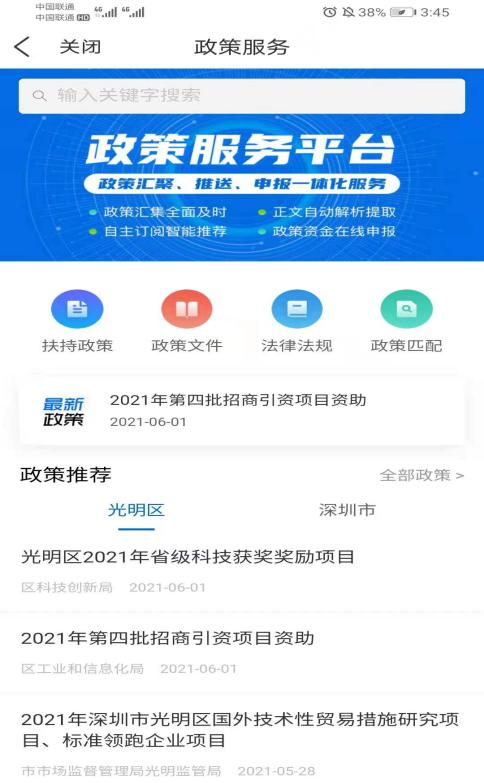 中国联通
中国联通 HD
4G 4G
38% 3:45
关闭 政策服务
输入关键字搜索
政策服务平台
政策汇聚、推送、申报一体化服务
政策汇集全面及时 正文自动解析提取
自主订阅智能推荐 政策资金在线申报
扶持政策 政策文件 法律法规 政策匹配
最新
政策
2021年第四批招商引资项目资助
2021-06-01
政策推荐 全部政策 >
光明区 深圳市
光明区2021年省级科技获奖奖励项目
区科技创新局 2021-06-01
2021年第四批招商引资项目资助
区工业和信息化局 2021-06-01
2021年深圳市光明区国外技术性贸易措施研究项
目、标准领跑企业项目
市市场监督管理局光明监管局 2021-05-28